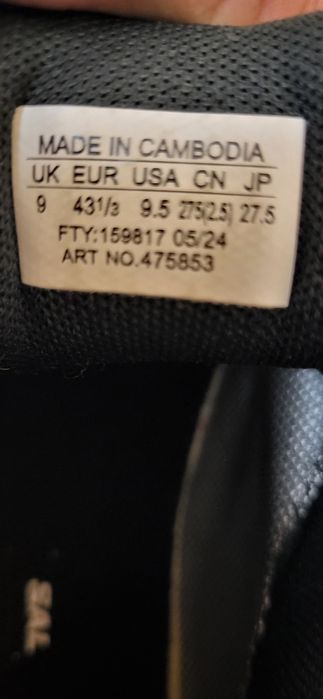 MADE IN CAMBODIA
UK EUR USA CN JP
9 43 1/3 9.5 275(2.5) 27.5
FTY:159817 05/24
ART NO.475853
SAL